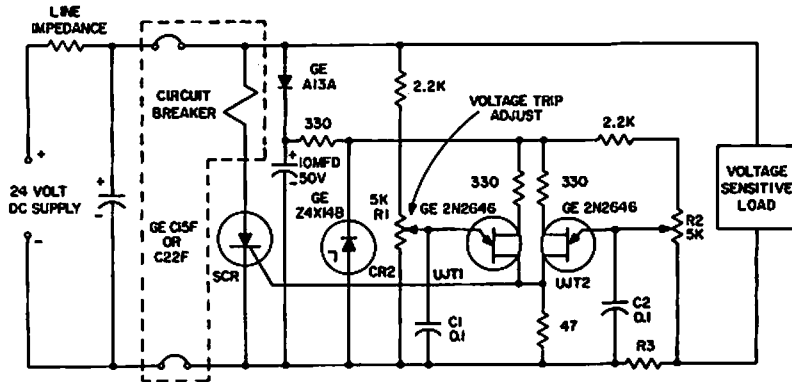 LINE
IMPEDANCE
GE
A13A
CIRCUIT
BREAKER
2.2K
VOLTAGE TRIP
ADJUST
330
2.2K
+
24 VOLT
DC SUPPLY
-
+
-
+
10MFD
-
50V
GE
Z4X14B
5K
R1
330
330
GE 2N2646
GE 2N2646
VOLTAGE
SENSITIVE
LOAD
R2
5K
GE C15F
OR
C22F
SCR
CR2
UJT1
UJT2
C1
0.1
47
C2
0.1
R3